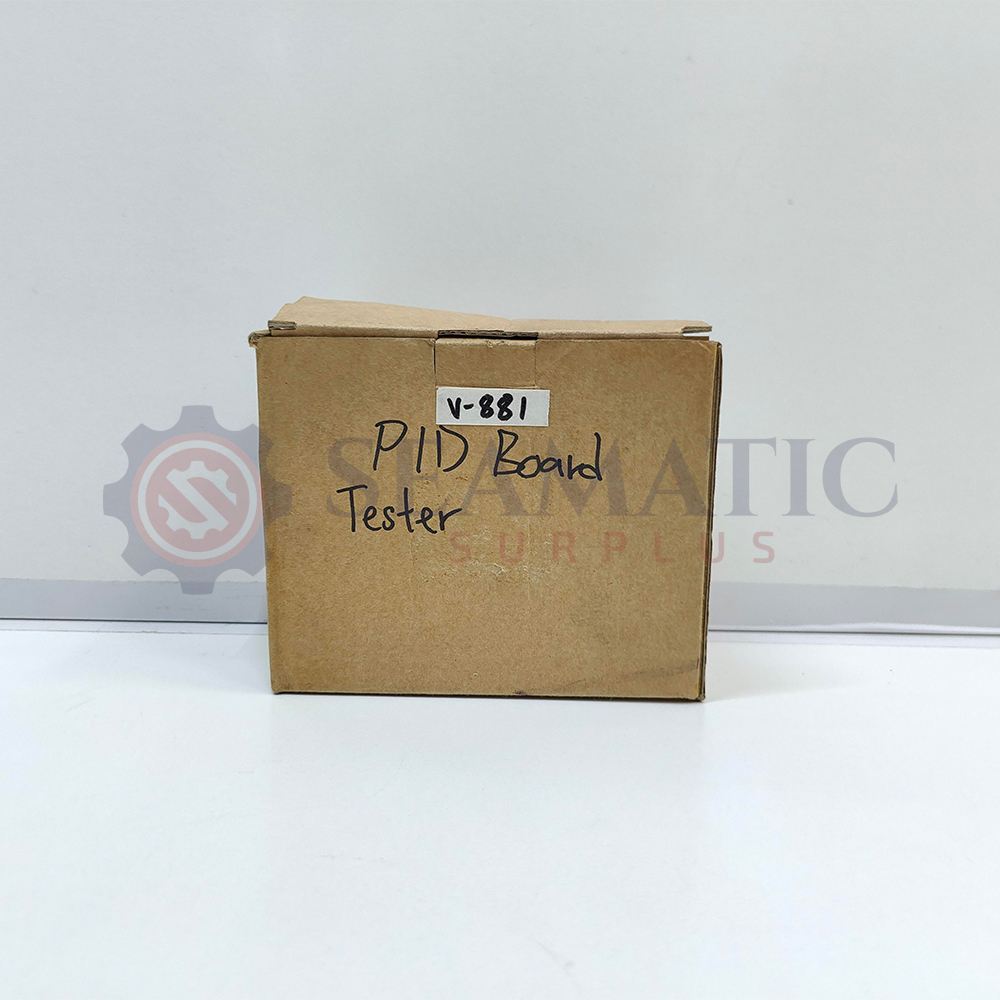 V-881
PID Board
Tester
SEAMATIC
SURPLUS